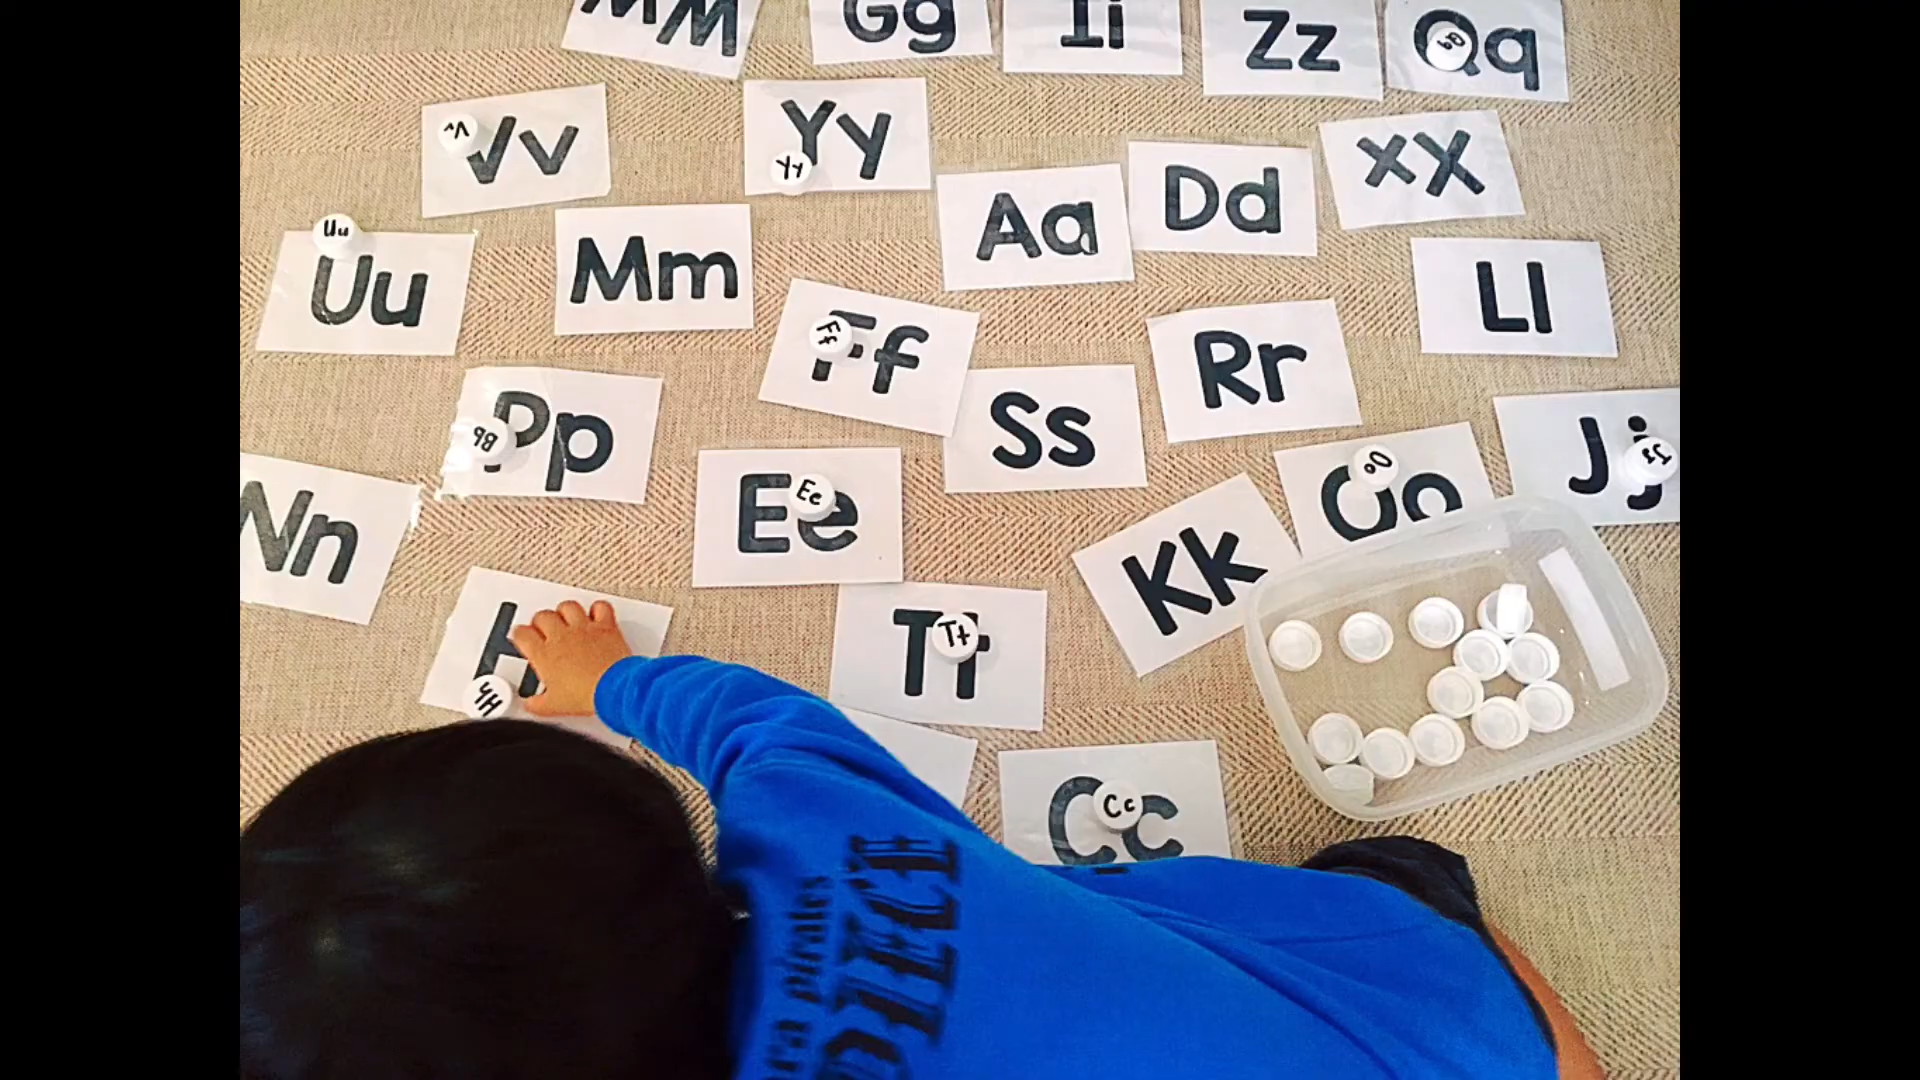 Gg
Ii
Zz
Qq
Vv
Vv
Yy
Yy
Aa
Dd
xX
Uu
Uu
Mm
Ff
Ff
Rr
Ll
Pp
Bb
Ss
Jj
Jj
Nn
Ee
Ee
Kk
Oo
Oo
H
Hh
Tt
Tt
Cc
Cc